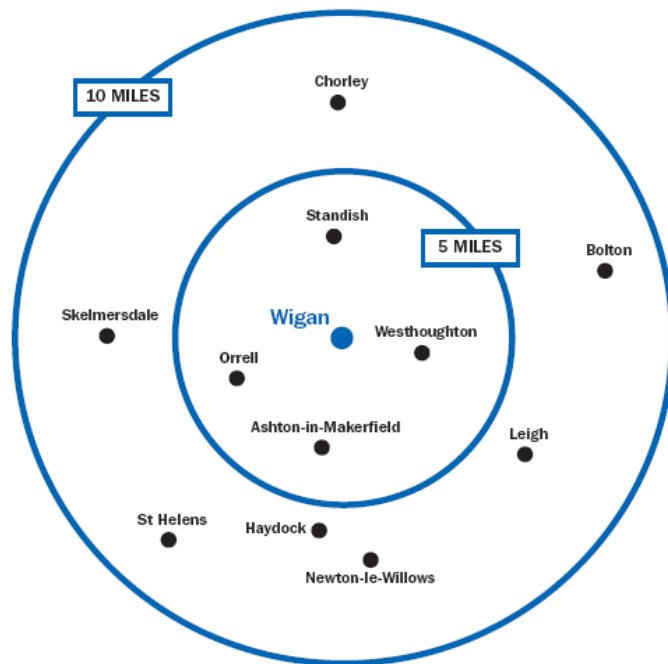 Chorley
10 MILES
Standish
5 MILES
Bolton
Skelmersdale
Wigan
Westhoughton
Orrell
Ashton-in-Makerfield
Leigh
St Helens
Haydock
Newton-le-Willows